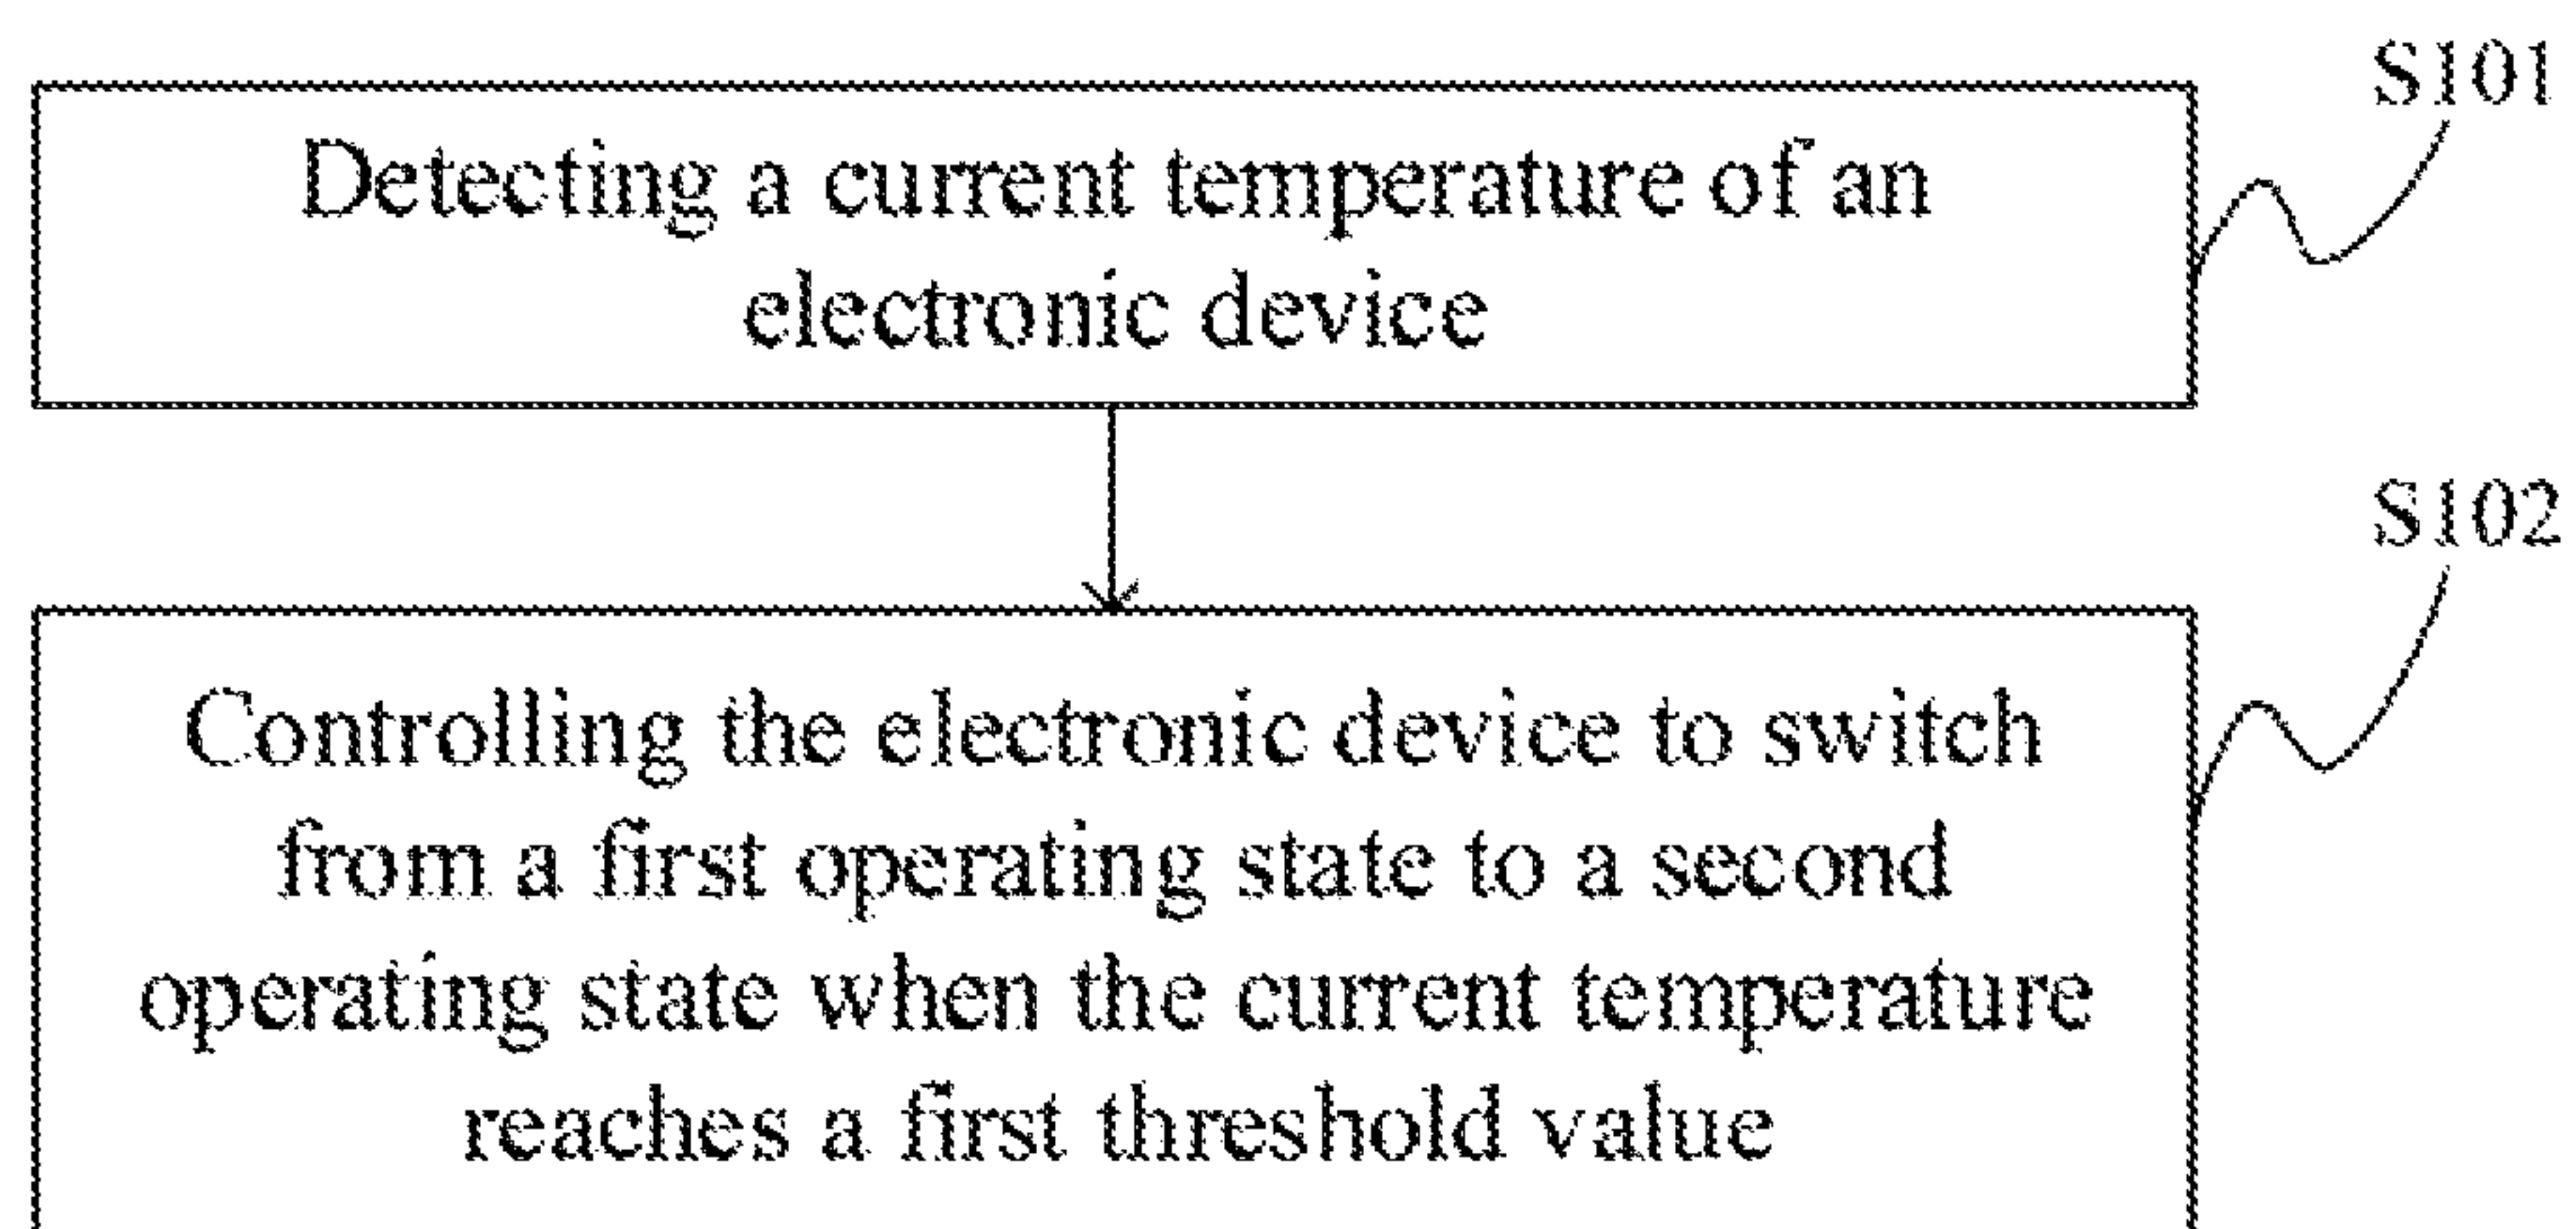 S101
Detecting a current temperature of an
electronic device
S102
Controlling the electronic device to switch
from a first operating state to a second
operating state when the current temperature
reaches a first threshold value